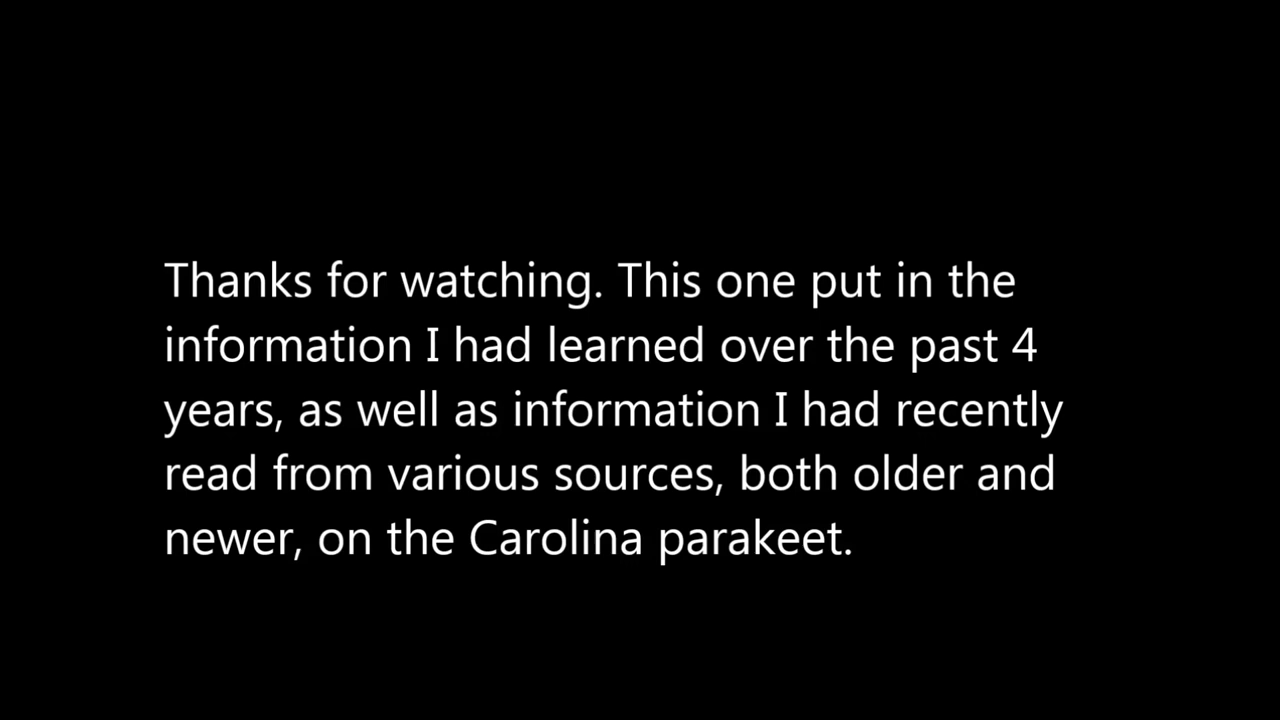 Thanks for watching. This one put in the
information I had learned over the past 4
years, as well as information I had recently
read from various sources, both older and
newer, on the Carolina parakeet.